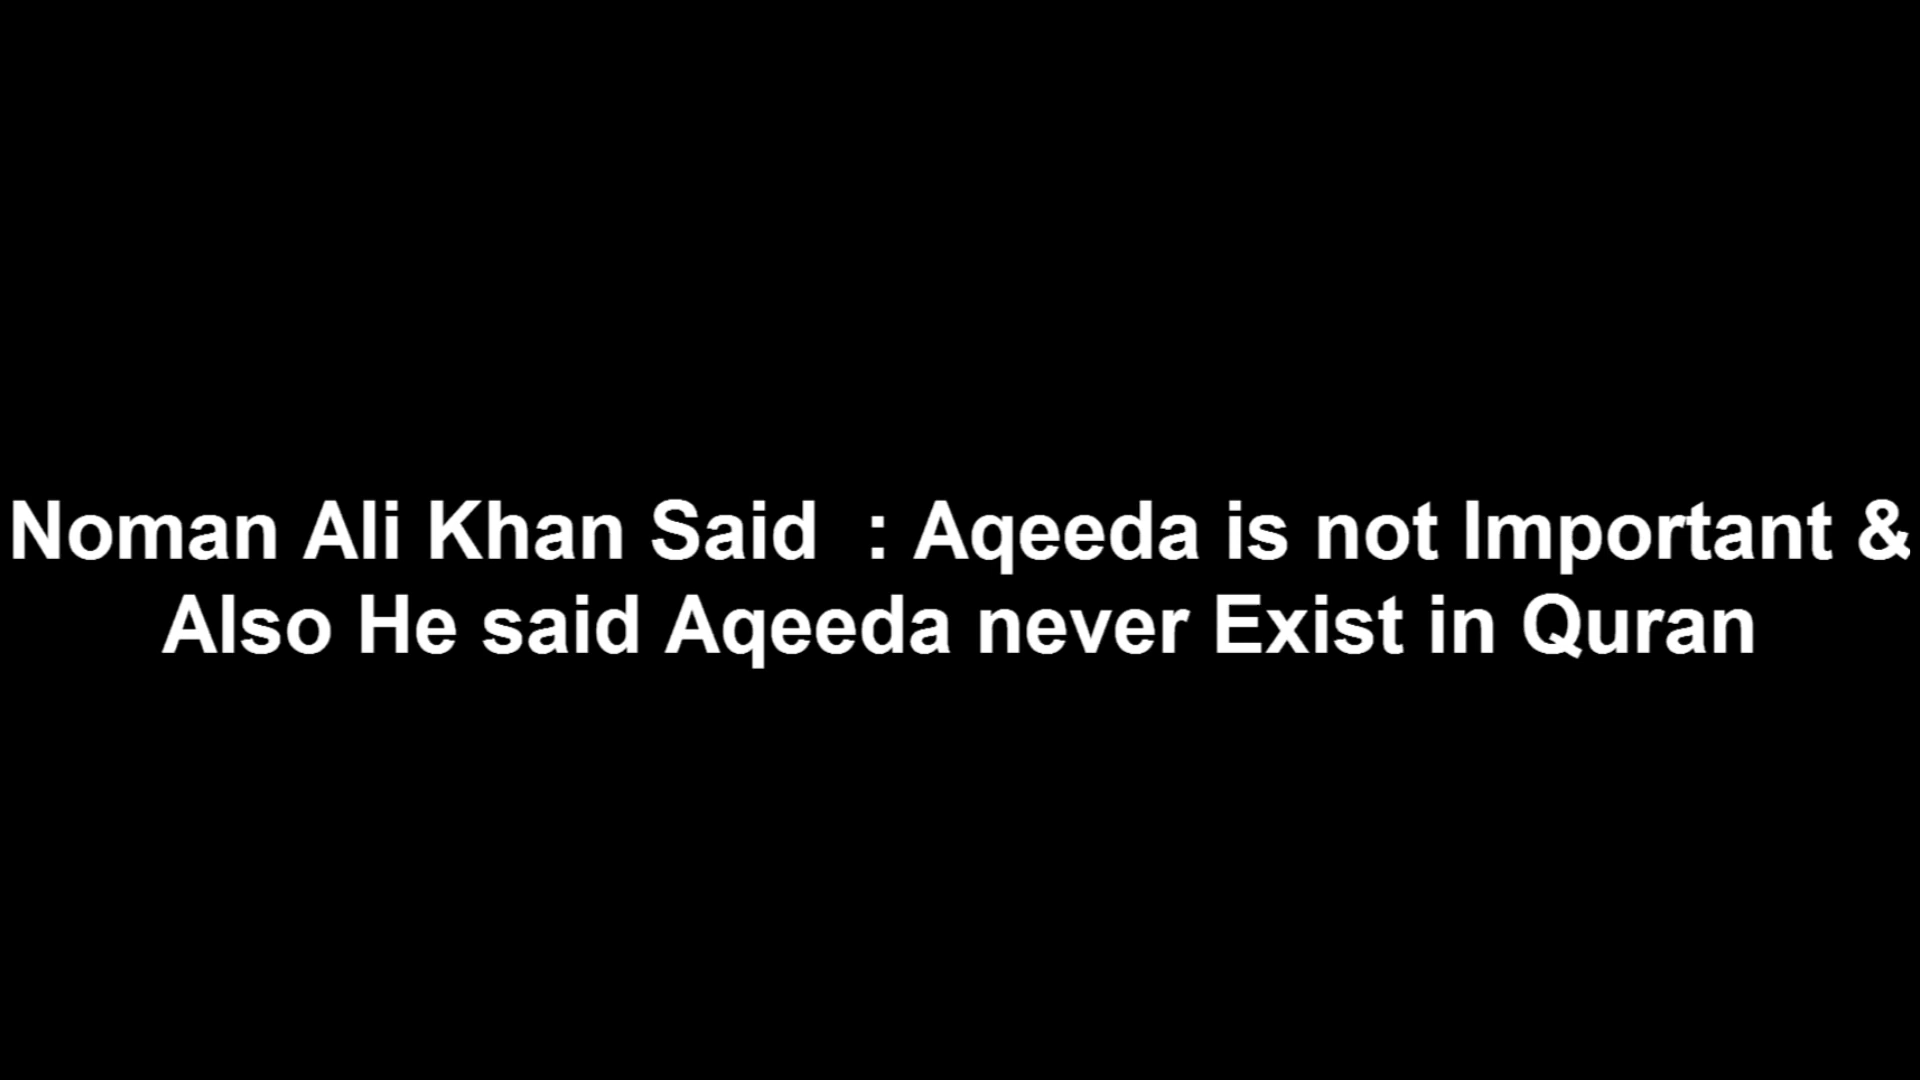 Noman Ali Khan Said  : Aqeeda is not Important &
Also He said Aqeeda never Exist in Quran